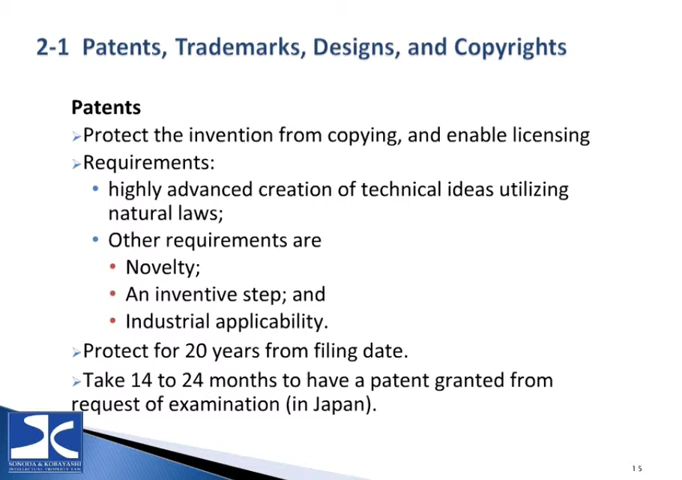 2-1 Patents, Trademarks, Designs, and Copyrights
Patents
Protect the invention from copying, and enable licensing
Requirements:
highly advanced creation of technical ideas utilizing
natural laws;
Other requirements are
Novelty;
An inventive step; and
Industrial applicability.
Protect for 20 years from filing date.
Take 14 to 24 months to have a patent granted from
request of examination (in Japan).
SONODA & KOBAYASHI
INTELLECTUAL PROPERTY LAW
15